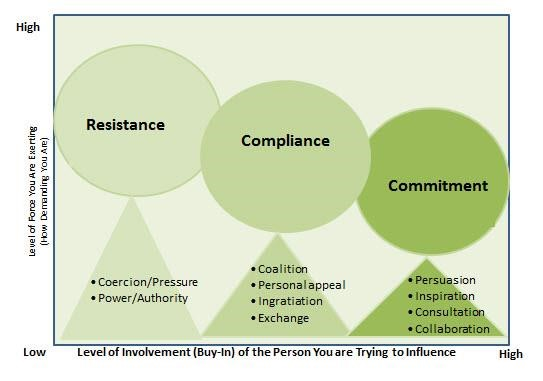 High
Level of Force You Are Exerting
(How Demanding You Are)
Resistance
Compliance
Commitment
• Coercion/Pressure
• Power/Authority
• Coalition
• Personal appeal
• Ingratiation
• Exchange
• Persuasion
• Inspiration
• Consultation
• Collaboration
Low
Level of Involvement (Buy-In) of the Person You are Trying to Influence
High